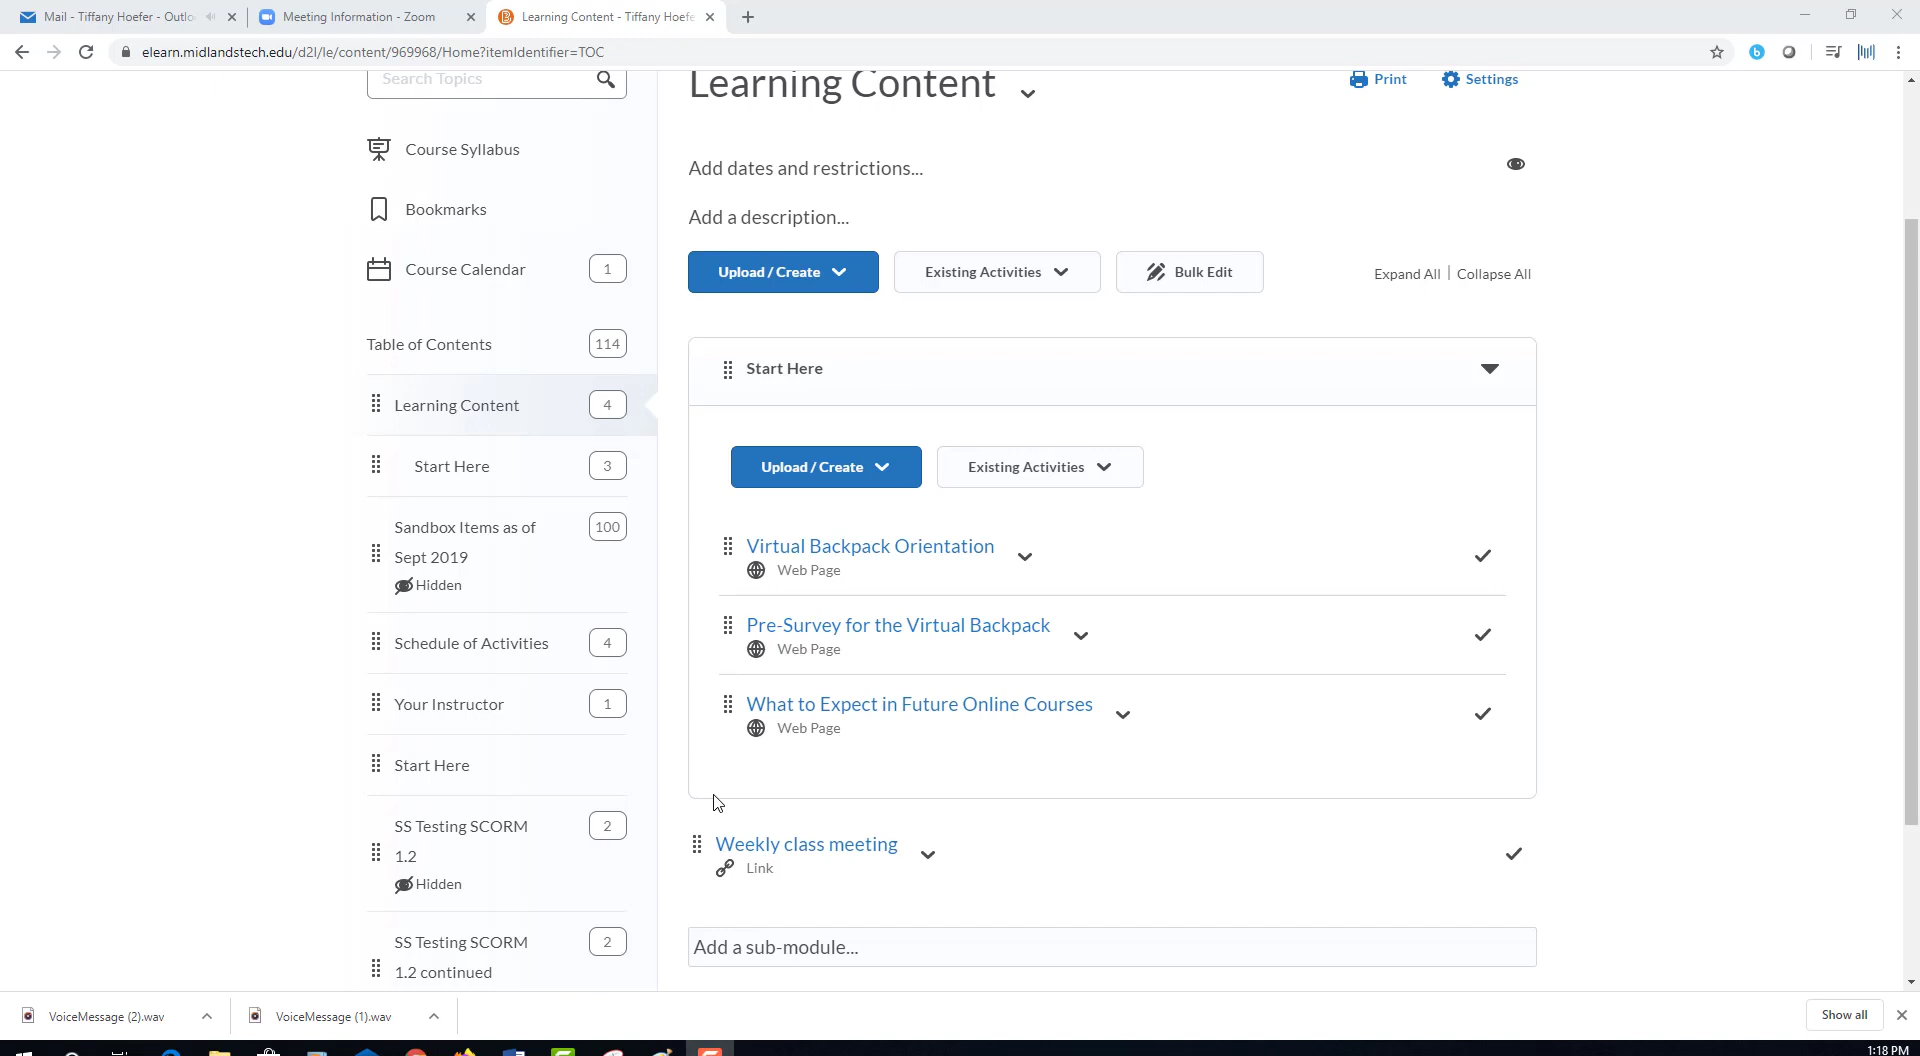 Mail - Tiffany Hoefer - Outlo
Meeting Information - Zoom
Learning Content - Tiffany Hoefe
elearn.midlandstech.edu/d2l/le/content/969968/Home?itemIdentifier=TOC
Search Topics
Course Syllabus
Bookmarks
Course Calendar
1
Table of Contents
114
Learning Content
4
Start Here
3
Sandbox Items as of
Sept 2019
100
Hidden
Schedule of Activities
4
Your Instructor
1
Start Here
SS Testing SCORM
1.2
2
Hidden
SS Testing SCORM
1.2 continued
2
Learning Content
Print
Settings
Add dates and restrictions...
Add a description...
Upload / Create
Existing Activities
Bulk Edit
Expand All | Collapse All
Start Here
Upload / Create
Existing Activities
Virtual Backpack Orientation
Web Page
Pre-Survey for the Virtual Backpack
Web Page
What to Expect in Future Online Courses
Web Page
Weekly class meeting
Link
Add a sub-module...
VoiceMessage (2).wav
VoiceMessage (1).wav
Show all
1:18 PM